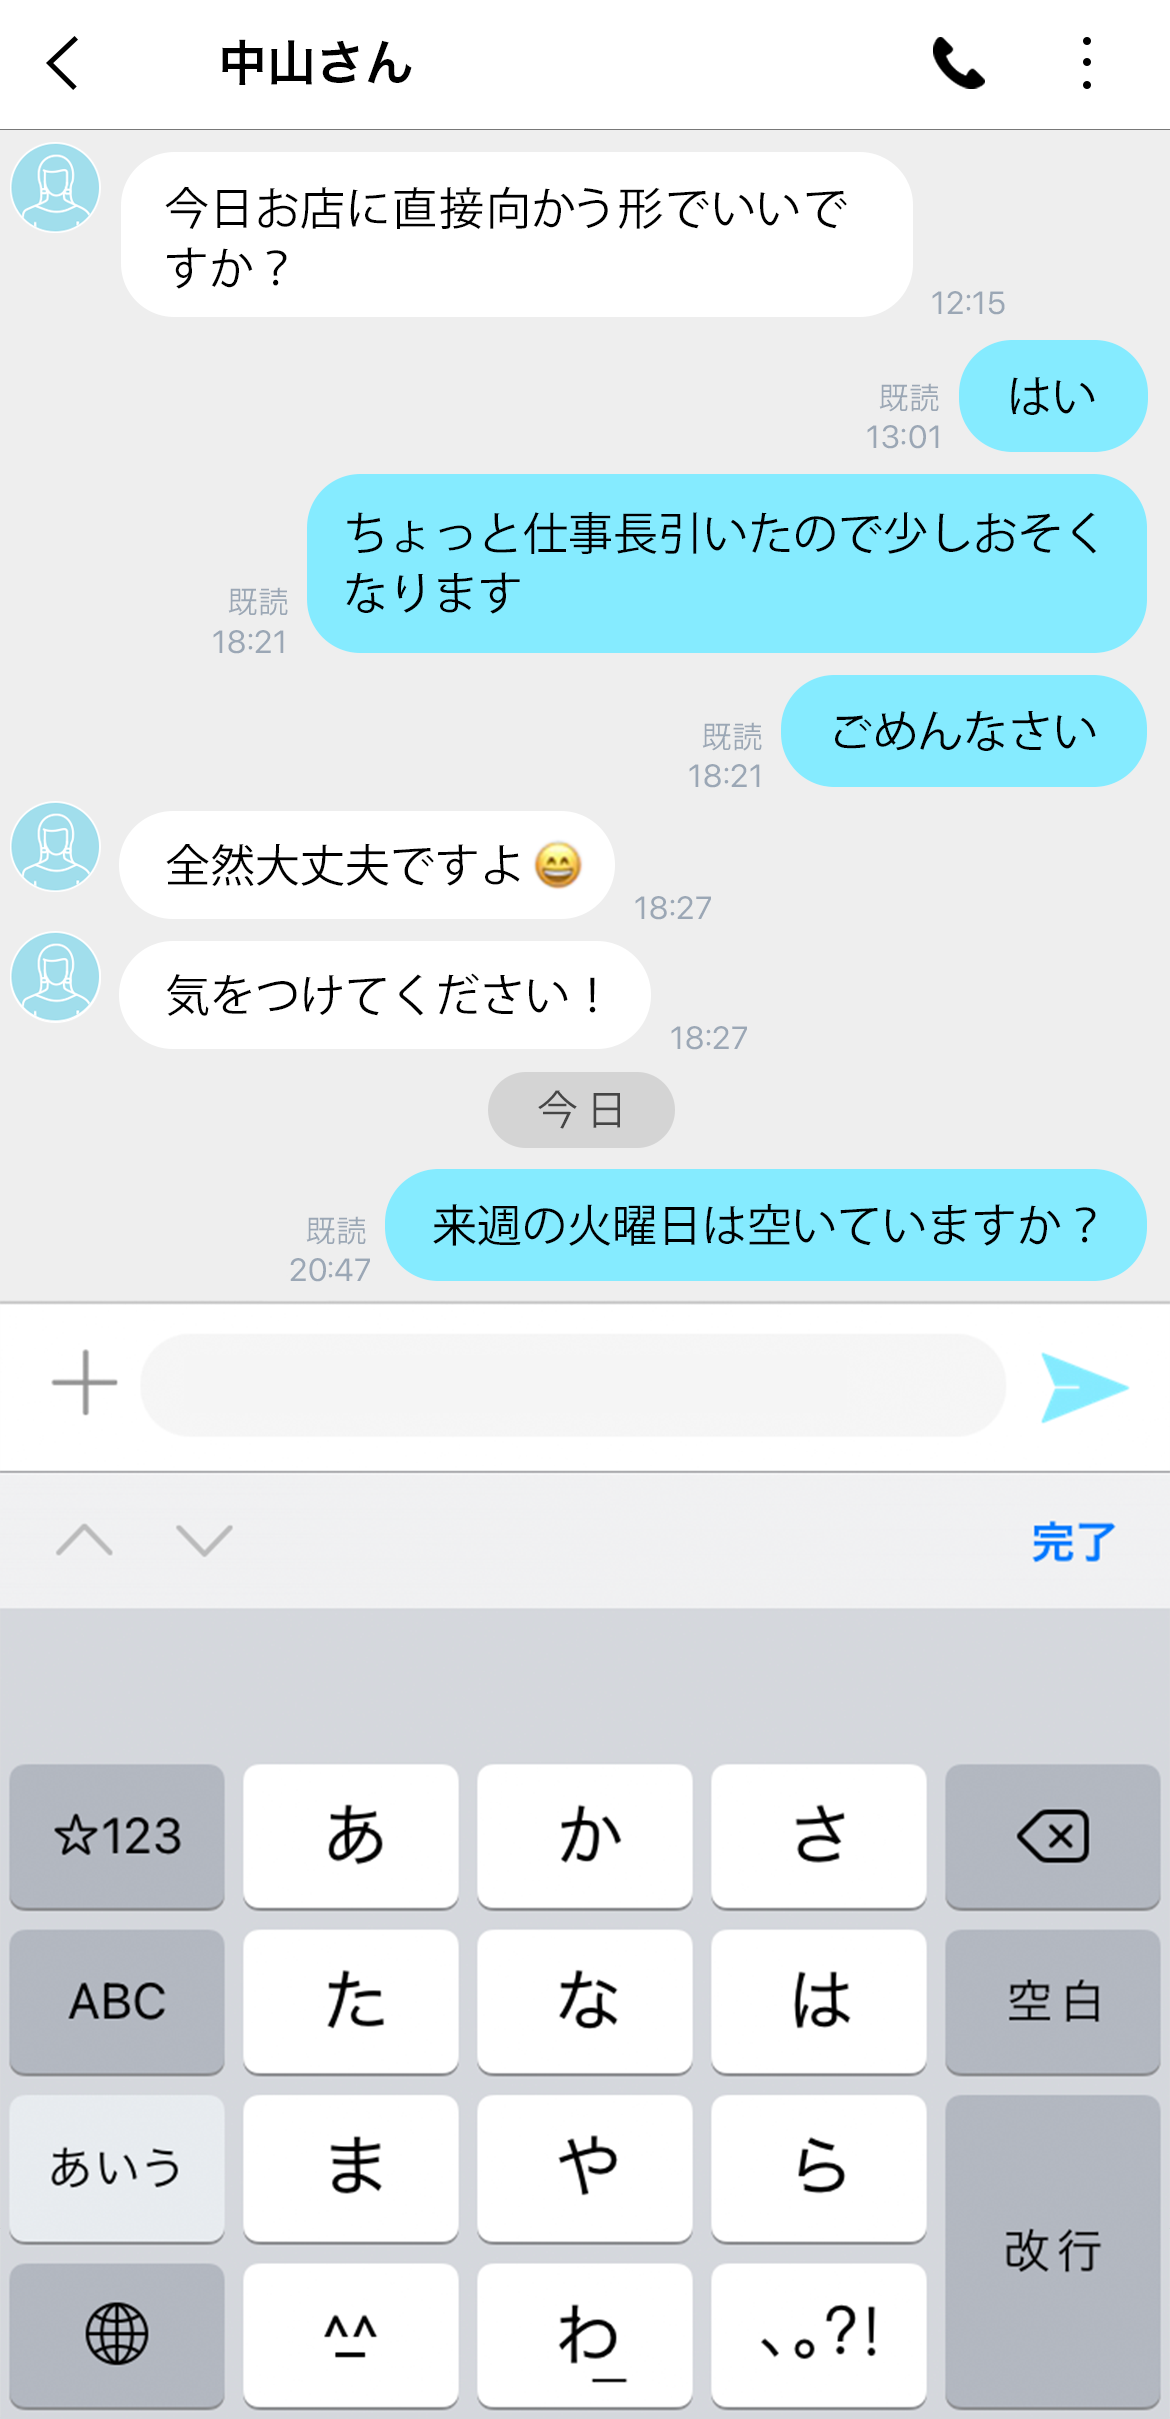 中山さん
今日お店に直接向かう形でいいで
すか？
12:15
はい
既読
13:01
ちょっと仕事長引いたので少しおそく
なります
既読
18:21
ごめんなさい
既読
18:21
全然大丈夫ですよ😄
18:27
気をつけてください！
18:27
今日
来週の火曜日は空いていますか？
既読
20:47
完了
☆123 あ か さ
ABC た な は 空白
あいう ま や ら
改行
^_^ わ_ 、。?!